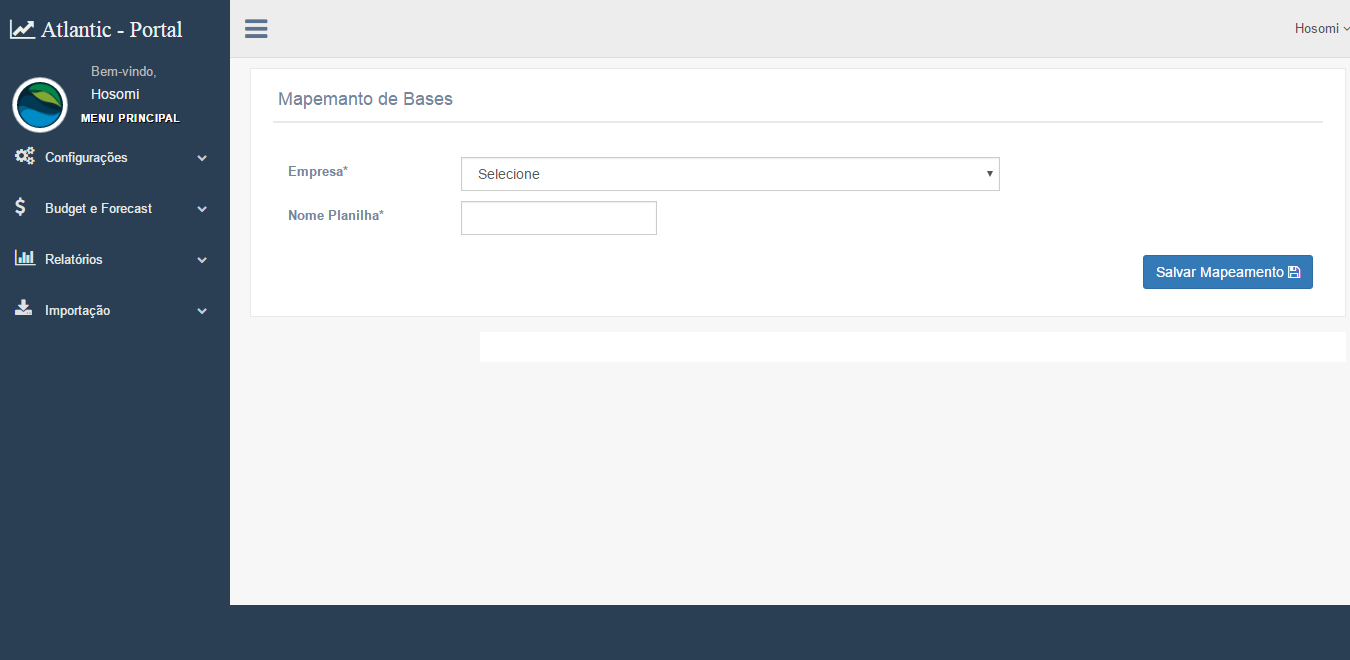 Atlantic - Portal
Hosomi
Bem-vindo,
Hosomi
MENU PRINCIPAL
Configurações
Budget e Forecast
Relatórios
Importação
Mapemanto de Bases
Empresa*
Selecione
Nome Planilha*
Salvar Mapeamento